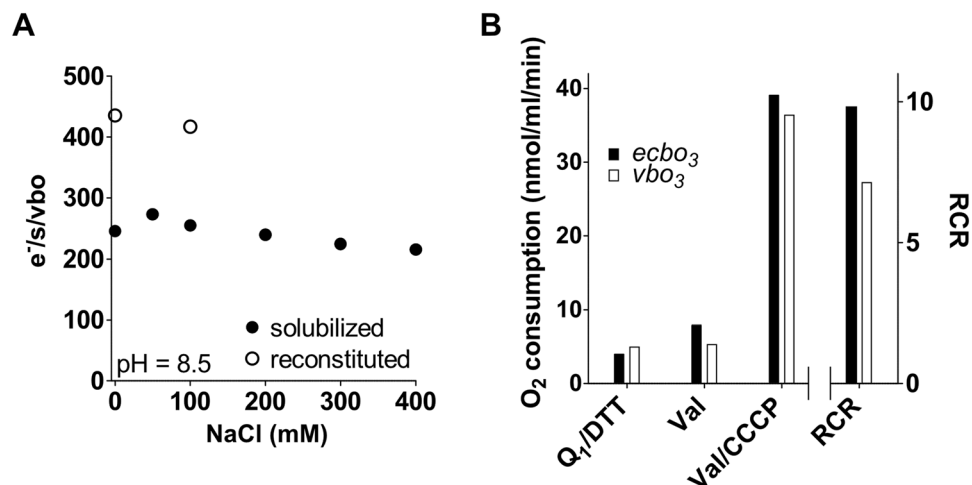 A
500
400
300
200
100
0
e⁻/s/vbo
solubilized
reconstituted
pH = 8.5
0 100 200 300 400
NaCl (mM)
B
O₂ consumption (nmol/ml/min)
40
30
20
10
0
ecbo₃
vbo₃
10
5
0
RCR
Q₁/DTT
Val
Val/CCCP
RCR